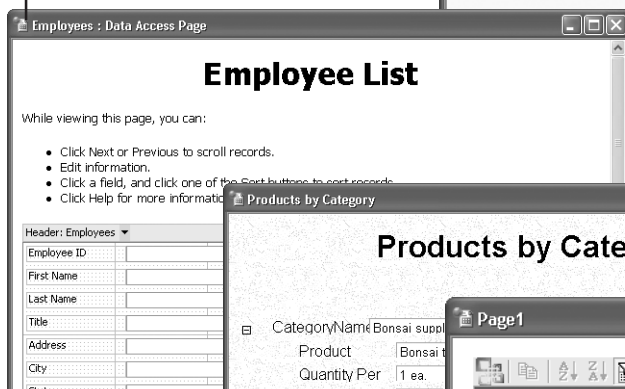 Employees : Data Access Page
Employee List
While viewing this page, you can:
Click Next or Previous to scroll records.
Edit information.
Click a field, and click one of the Sort buttons to sort records.
Click Help for more
Header: Employees
Employee ID
First Name
Last Name
Title
Address
City
Products by Category
Products by
CategoryName Bonsai
Product Bonsai
Quantity Per 1 ea.
Page1